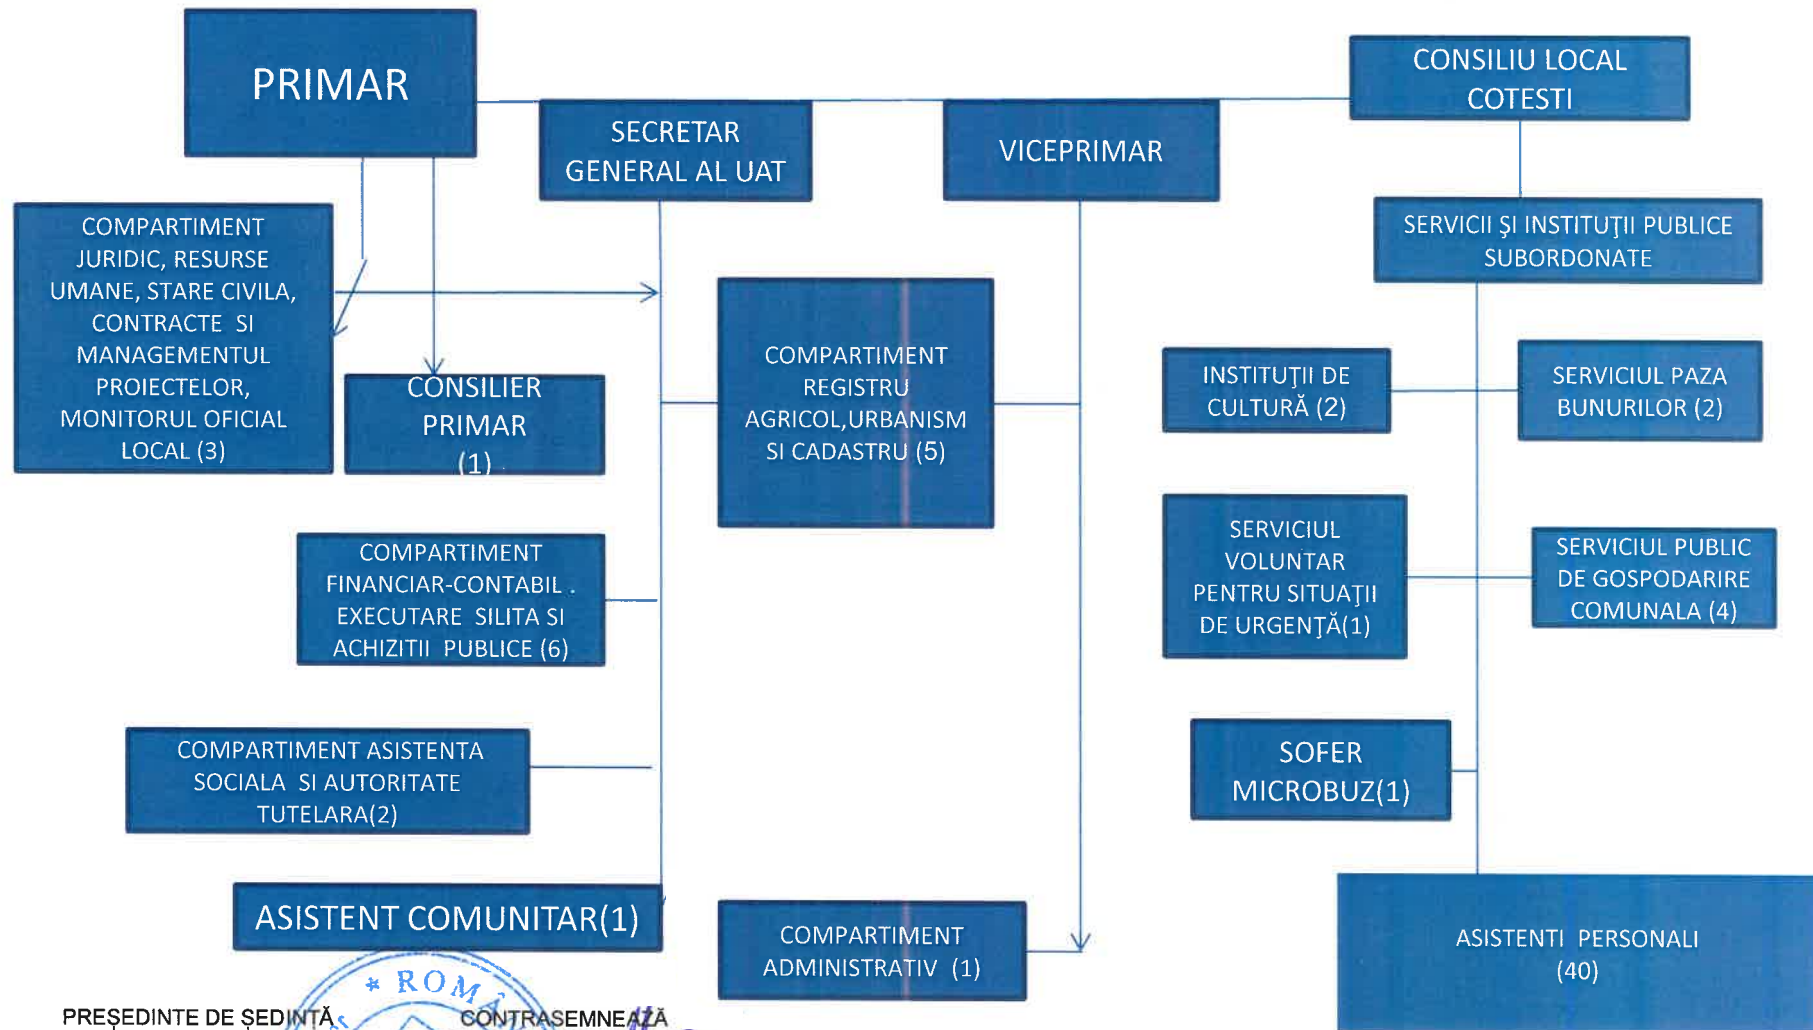 PRIMAR
SECRETAR
GENERAL AL UAT
VICEPRIMAR
CONSILIU LOCAL
COTESTI
COMPARTIMENT
JURIDIC, RESURSE
UMANE, STARE CIVILA,
CONTRACTE SI
MANAGEMENTUL
PROIECTELOR,
MONITORUL OFICIAL
LOCAL (3)
CONSILIER
PRIMAR
(1)
COMPARTIMENT
REGISTRU
AGRICOL,URBANISM
SI CADASTRU (5)
SERVICII ŞI INSTITUŢII PUBLICE
SUBORDONATE
INSTITUŢII DE
CULTURĂ (2)
SERVICIUL PAZA
BUNURILOR (2)
COMPARTIMENT
FINANCIAR-CONTABIL .
EXECUTARE SILITA SI
ACHIZITII PUBLICE (6)
SERVICIUL
VOLUNTAR
PENTRU SITUAŢII
DE URGENŢĂ(1)
SERVICIUL PUBLIC
DE GOSPODARIRE
COMUNALA (4)
COMPARTIMENT ASISTENTA
SOCIALA SI AUTORITATE
TUTELARA(2)
SOFER
MICROBUZ(1)
ASISTENT COMUNITAR(1)
COMPARTIMENT
ADMINISTRATIV (1)
ASISTENTI PERSONALI
(40)
PREŞEDINTE DE ŞEDINŢĂ
CONTRASEMNEAZĂ